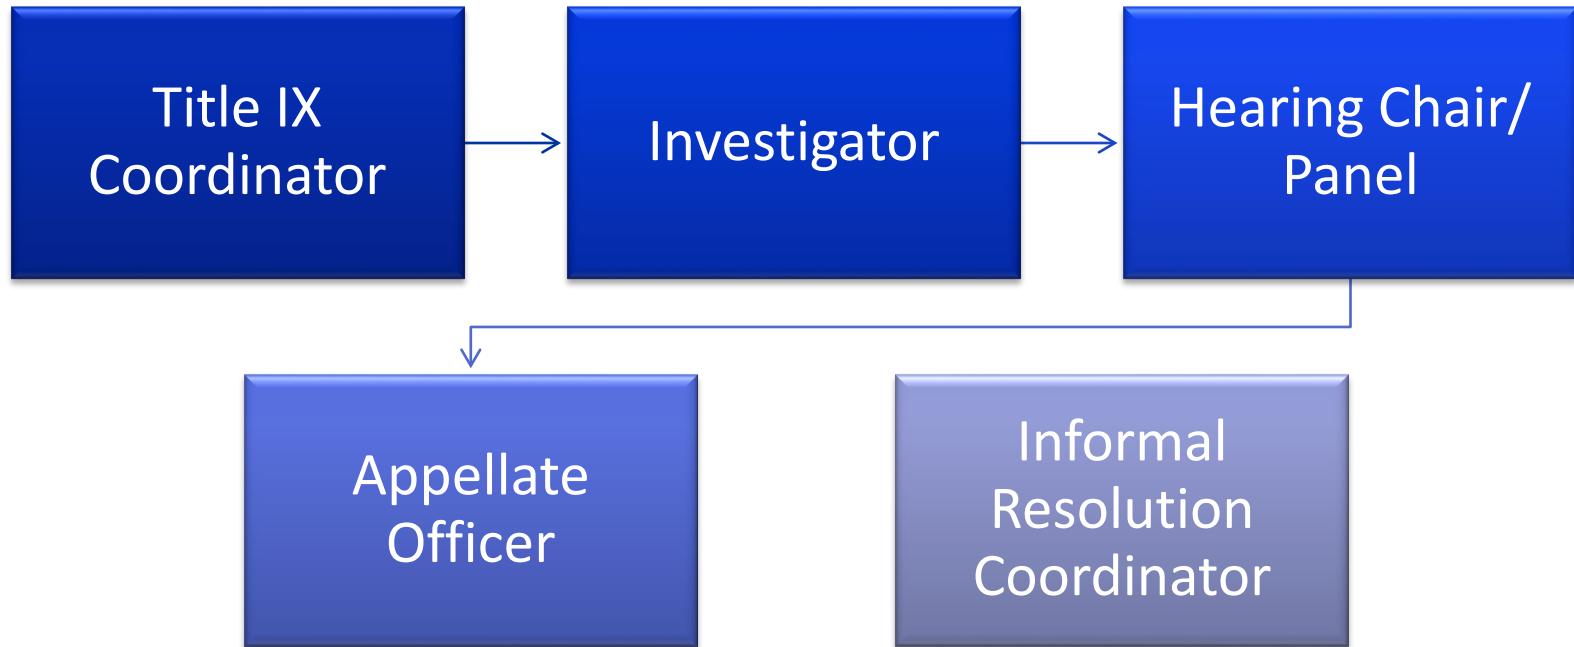 Title IX
Coordinator
Investigator
Hearing Chair/
Panel
Appellate
Officer
Informal
Resolution
Coordinator